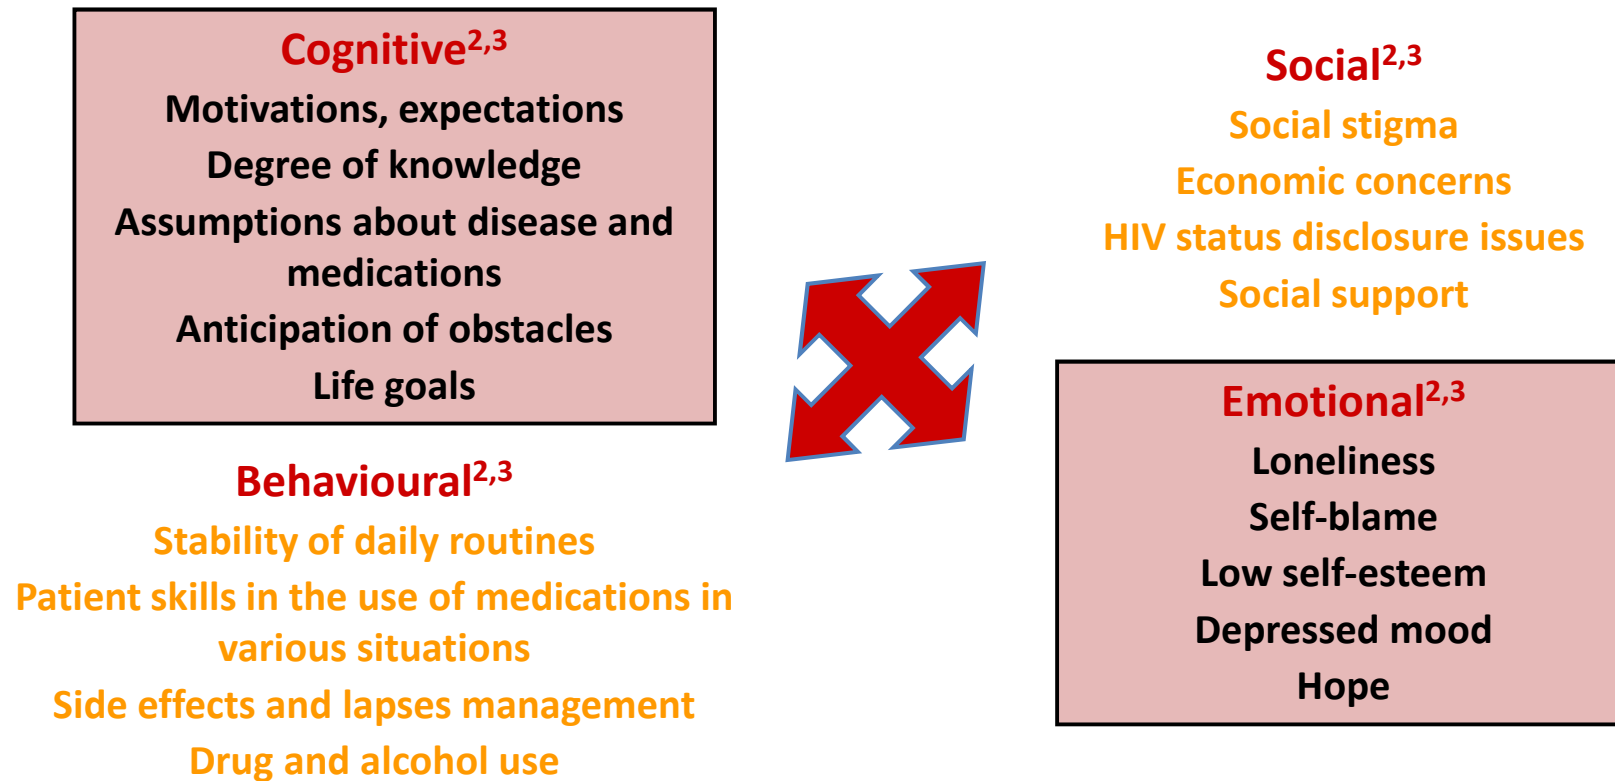 Cognitive2,3
Motivations, expectations
Degree of knowledge
Assumptions about disease and
medications
Anticipation of obstacles
Life goals
Behavioural2,3
Stability of daily routines
Patient skills in the use of medications in
various situations
Side effects and lapses management
Drug and alcohol use
Social2,3
Social stigma
Economic concerns
HIV status disclosure issues
Social support
Emotional2,3
Loneliness
Self-blame
Low self-esteem
Depressed mood
Hope